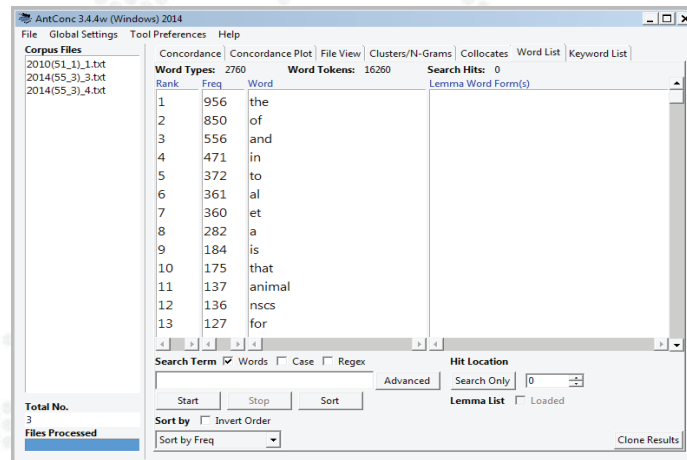 AntConc 3.4.4w (Windows) 2014
File Global Settings Tool Preferences Help
Corpus Files
2010(51_1)_1.txt
2014(55_3)_3.txt
2014(55_3)_4.txt
Concordance Concordance Plot File View Clusters/N-Grams Collocates Word List Keyword List
Word Types: 2760 Word Tokens: 16260 Search Hits: 0
Rank Freq Word Lemma Word Form(s)
1 956 the
2 850 of
3 556 and
4 471 in
5 372 to
6 361 al
7 360 et
8 282 a
9 184 is
10 175 that
11 137 animal
12 136 nscs
13 127 for
Search Term Words Case Regex Hit Location
Advanced Search Only 0
Start Stop Sort Lemma List Loaded
Total No.
3
Files Processed
Sort by Invert Order
Sort by Freq Clone Results